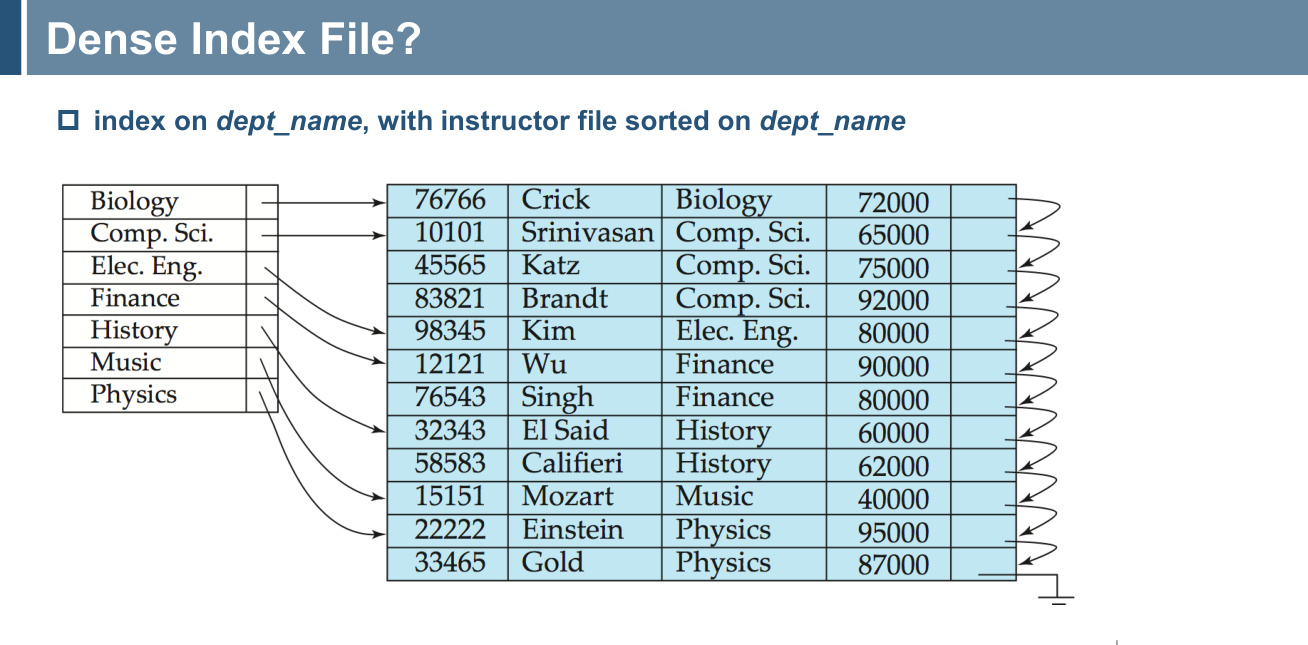 Dense Index File?
index on dept_name, with instructor file sorted on dept_name
Biology
Comp. Sci.
Elec. Eng.
Finance
History
Music
Physics
76766 Crick Biology 72000
10101 Srinivasan Comp. Sci. 65000
45565 Katz Comp. Sci. 75000
83821 Brandt Comp. Sci. 92000
98345 Kim Elec. Eng. 80000
12121 Wu Finance 90000
76543 Singh Finance 80000
32343 El Said History 60000
58583 Califieri History 62000
15151 Mozart Music 40000
22222 Einstein Physics 95000
33465 Gold Physics 87000